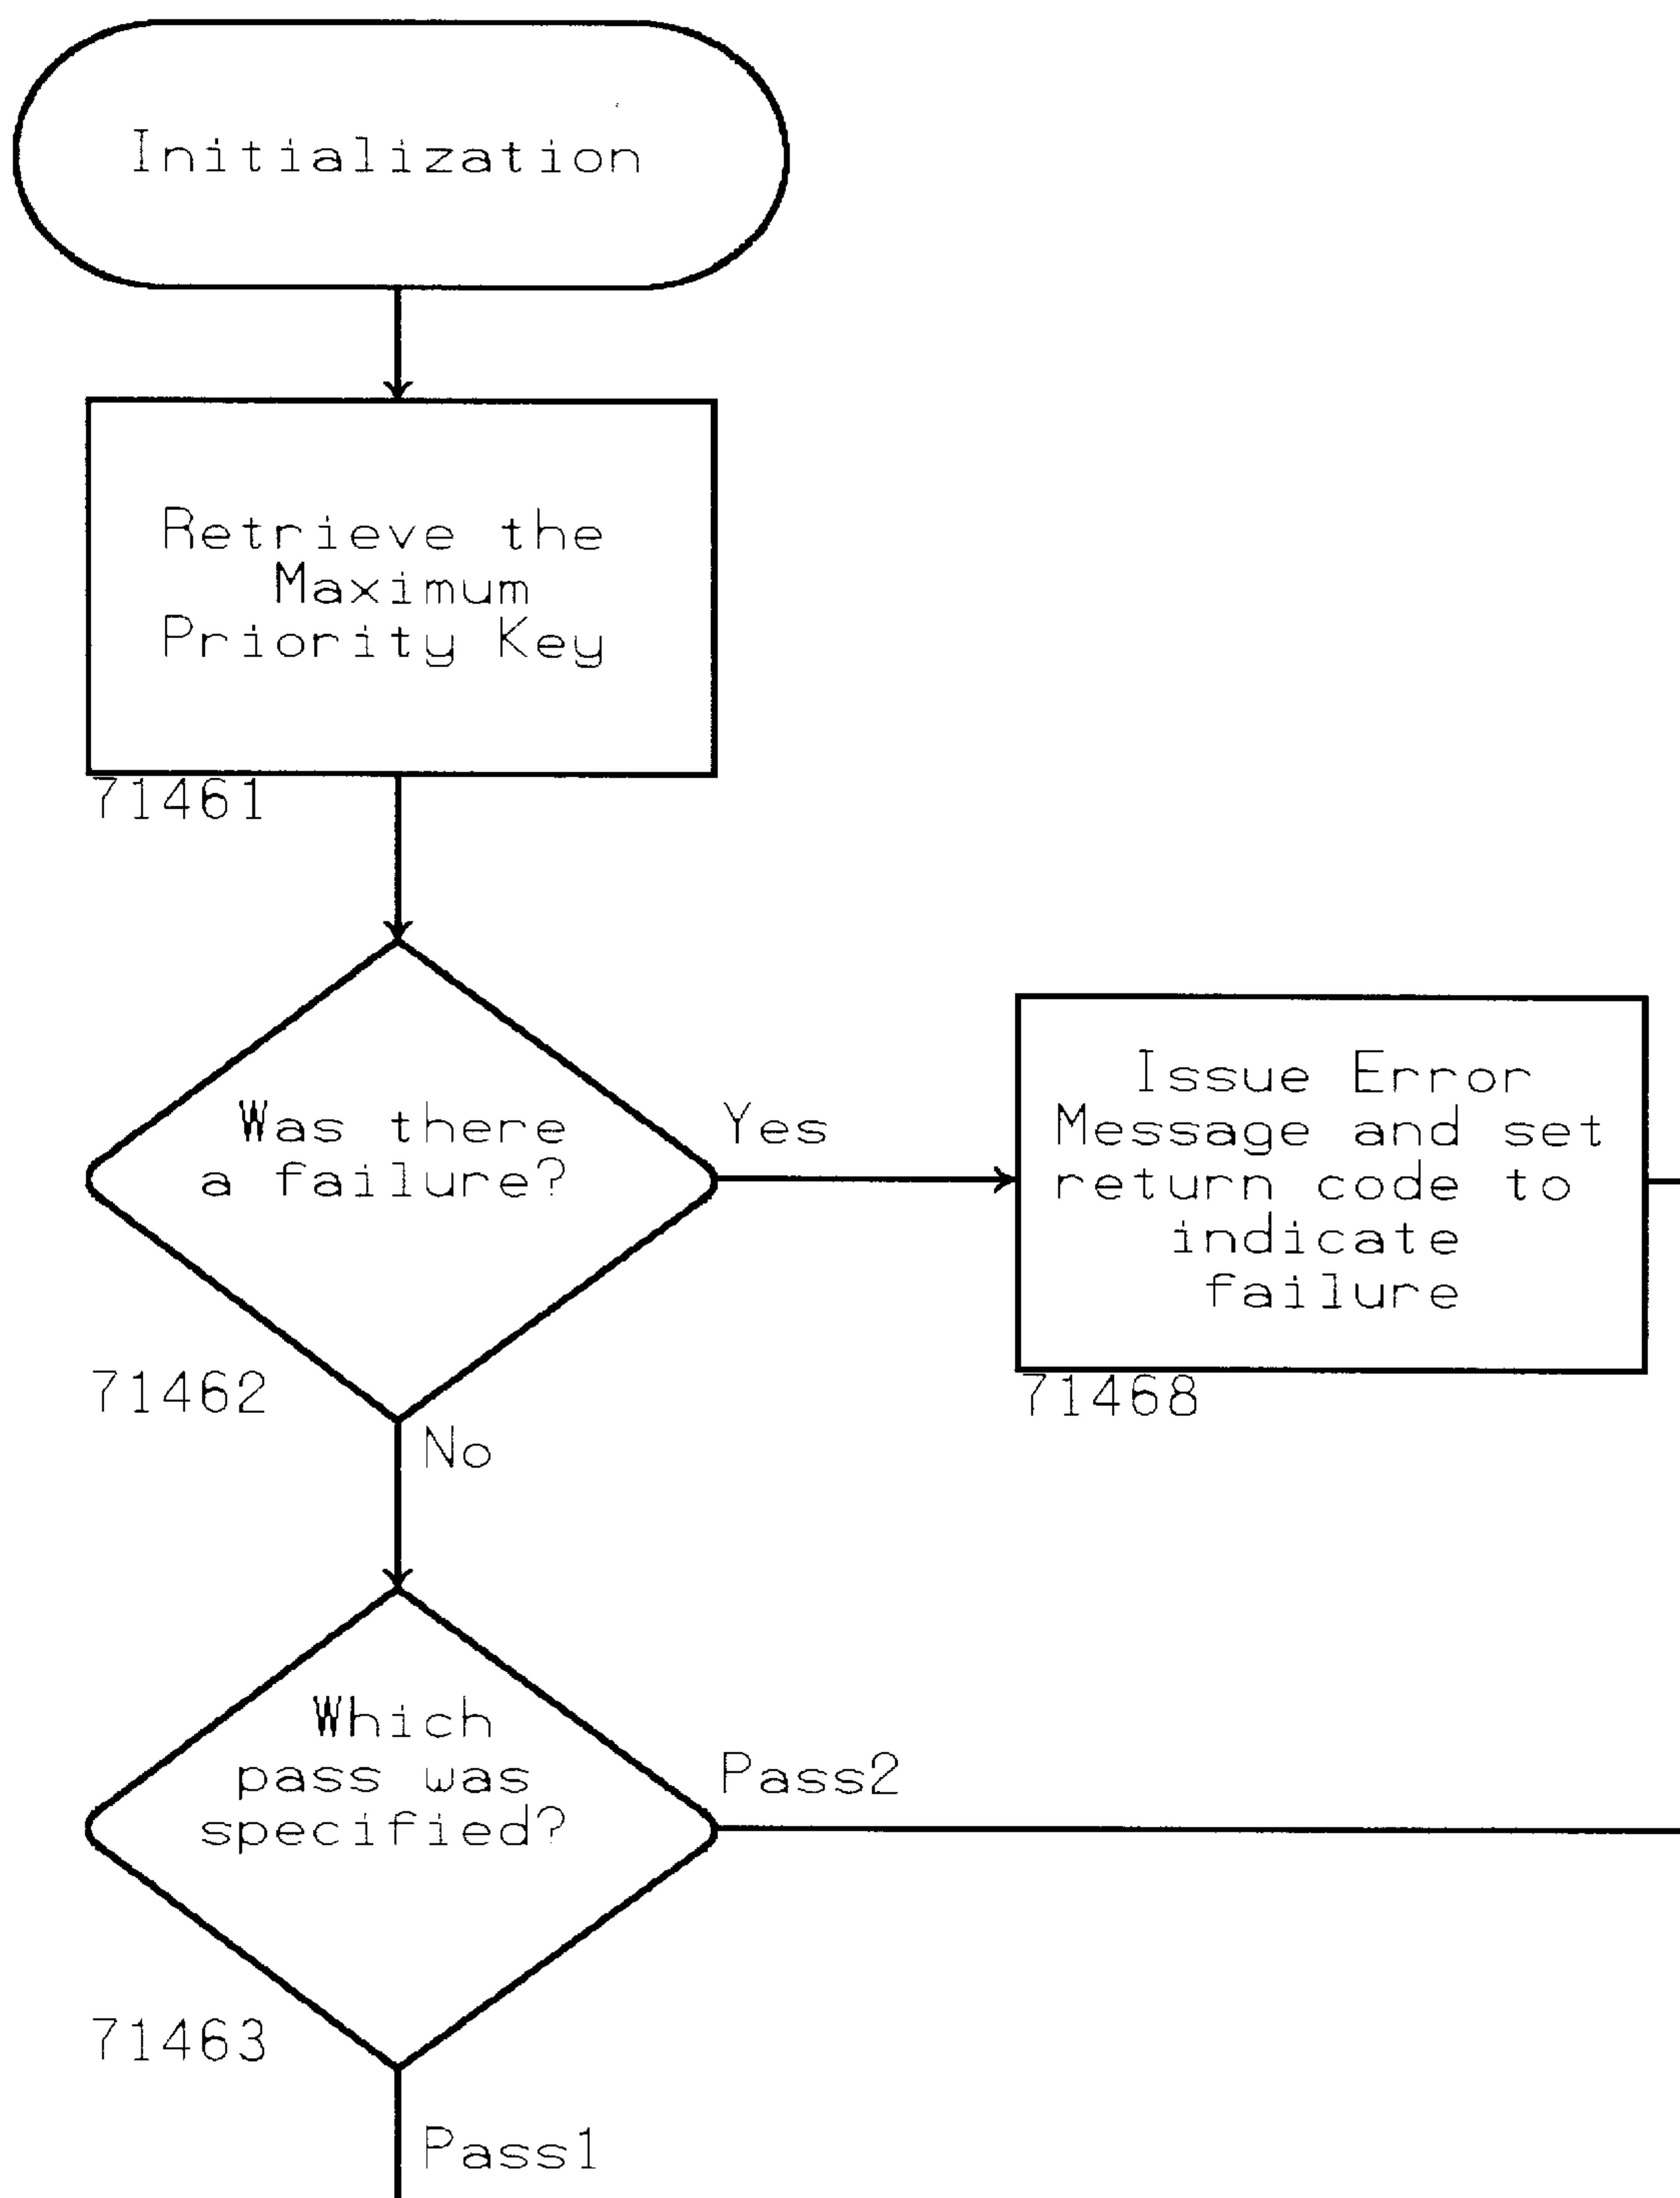 Initialization
Retrieve the
Maximum
Priority Key
71461
Was there
a failure?
Yes
71462
No
Issue Error
Message and set
return code to
indicate
failure
71468
Which
pass was
specified?
Pass2
71463
Pass1